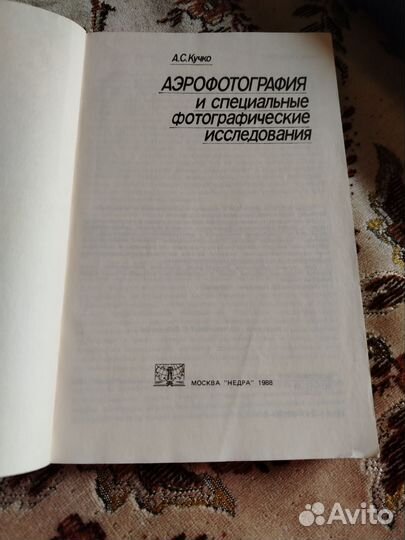 А.С.Кучко
АЭРОФОТОГРАФИЯ
и специальные
фотографические
исследования
МОСКВА "НЕДРА" 1988
Avito